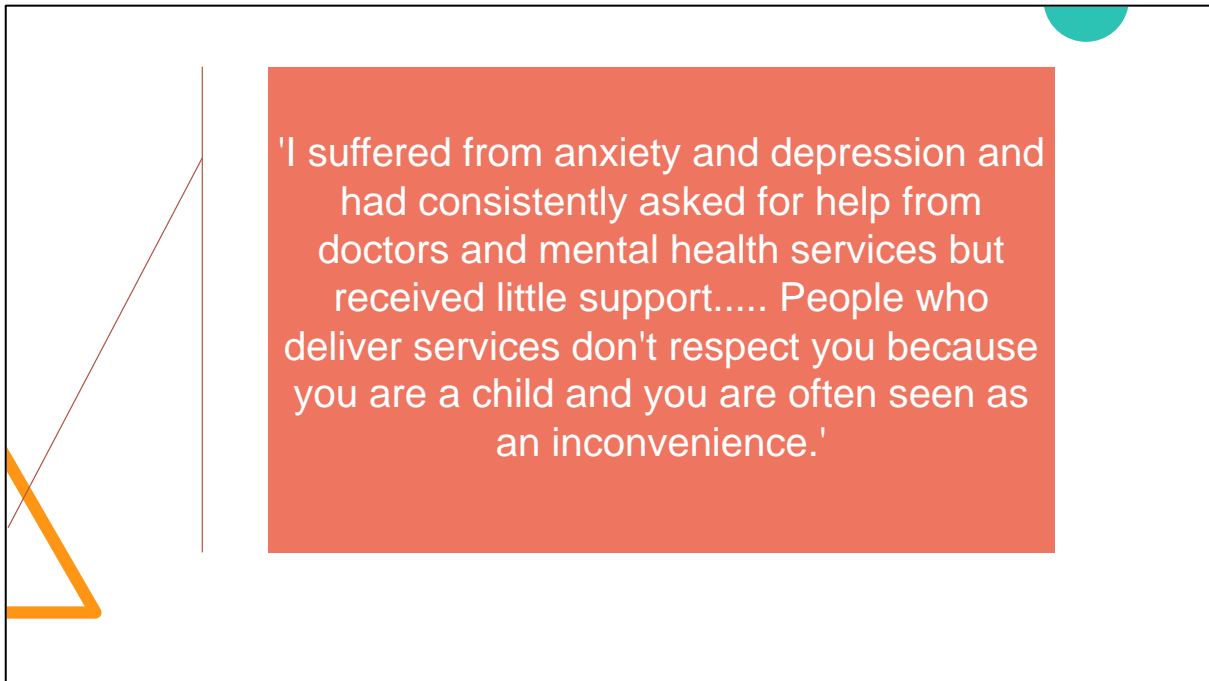 'I suffered from anxiety and depression and
had consistently asked for help from
doctors and mental health services but
received little support..... People who
deliver services don't respect you because
you are a child and you are often seen as
an inconvenience.'